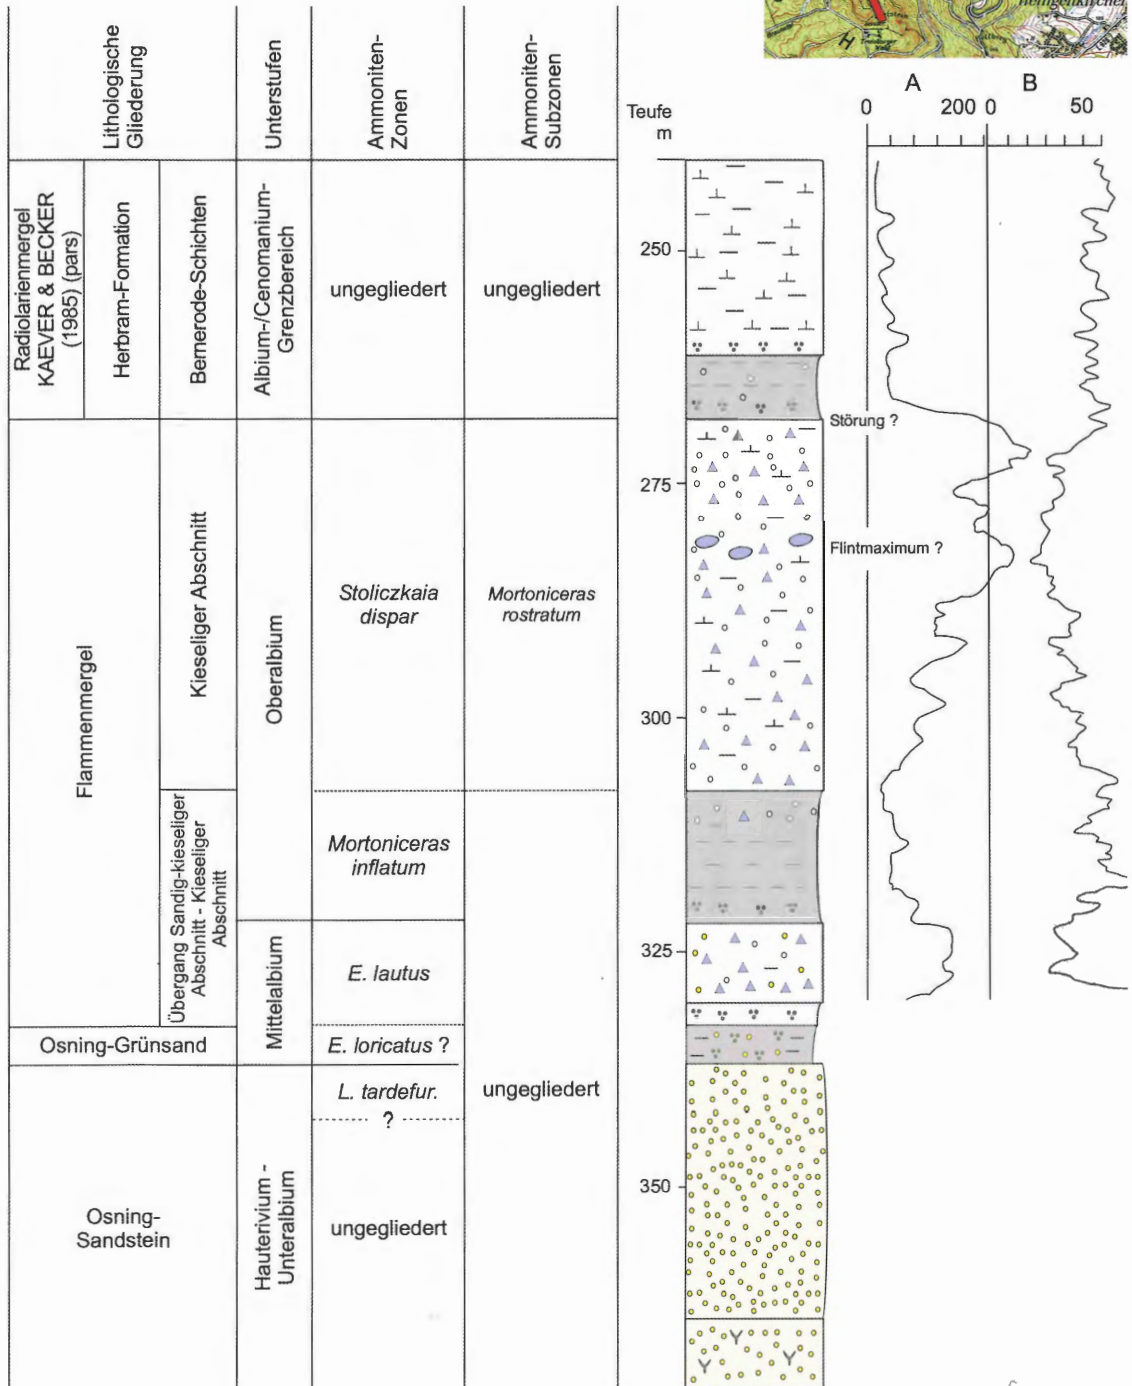 Heiligenkirchen
H
Lithologische
Gliederung
Unterstufen
Ammoniten-
Zonen
Ammoniten-
Subzonen
Teufe
m
A
B
0
200
0
50
Radiolarienmergel
KAEVER & BECKER
(1985) (pars)
Herbram-Formation
Bemerode-Schichten
Albium-/Cenomanium-
Grenzbereich
ungegliedert
ungegliedert
250
Störung ?
275
Flintmaximum ?
Flammenmergel
Kieseliger Abschnitt
Oberalbium
Stoliczkaia
dispar
Mortoniceras
rostratum
300
Übergang Sandig-kieseliger
Abschnitt - Kieseliger
Abschnitt
Mortoniceras
inflatum
Mittelalbium
E. lautus
325
Osning-Grünsand
E. loricatus ?
L. tardefur.
?
ungegliedert
350
Osning-
Sandstein
Hauterivium -
Unteralbium
ungegliedert